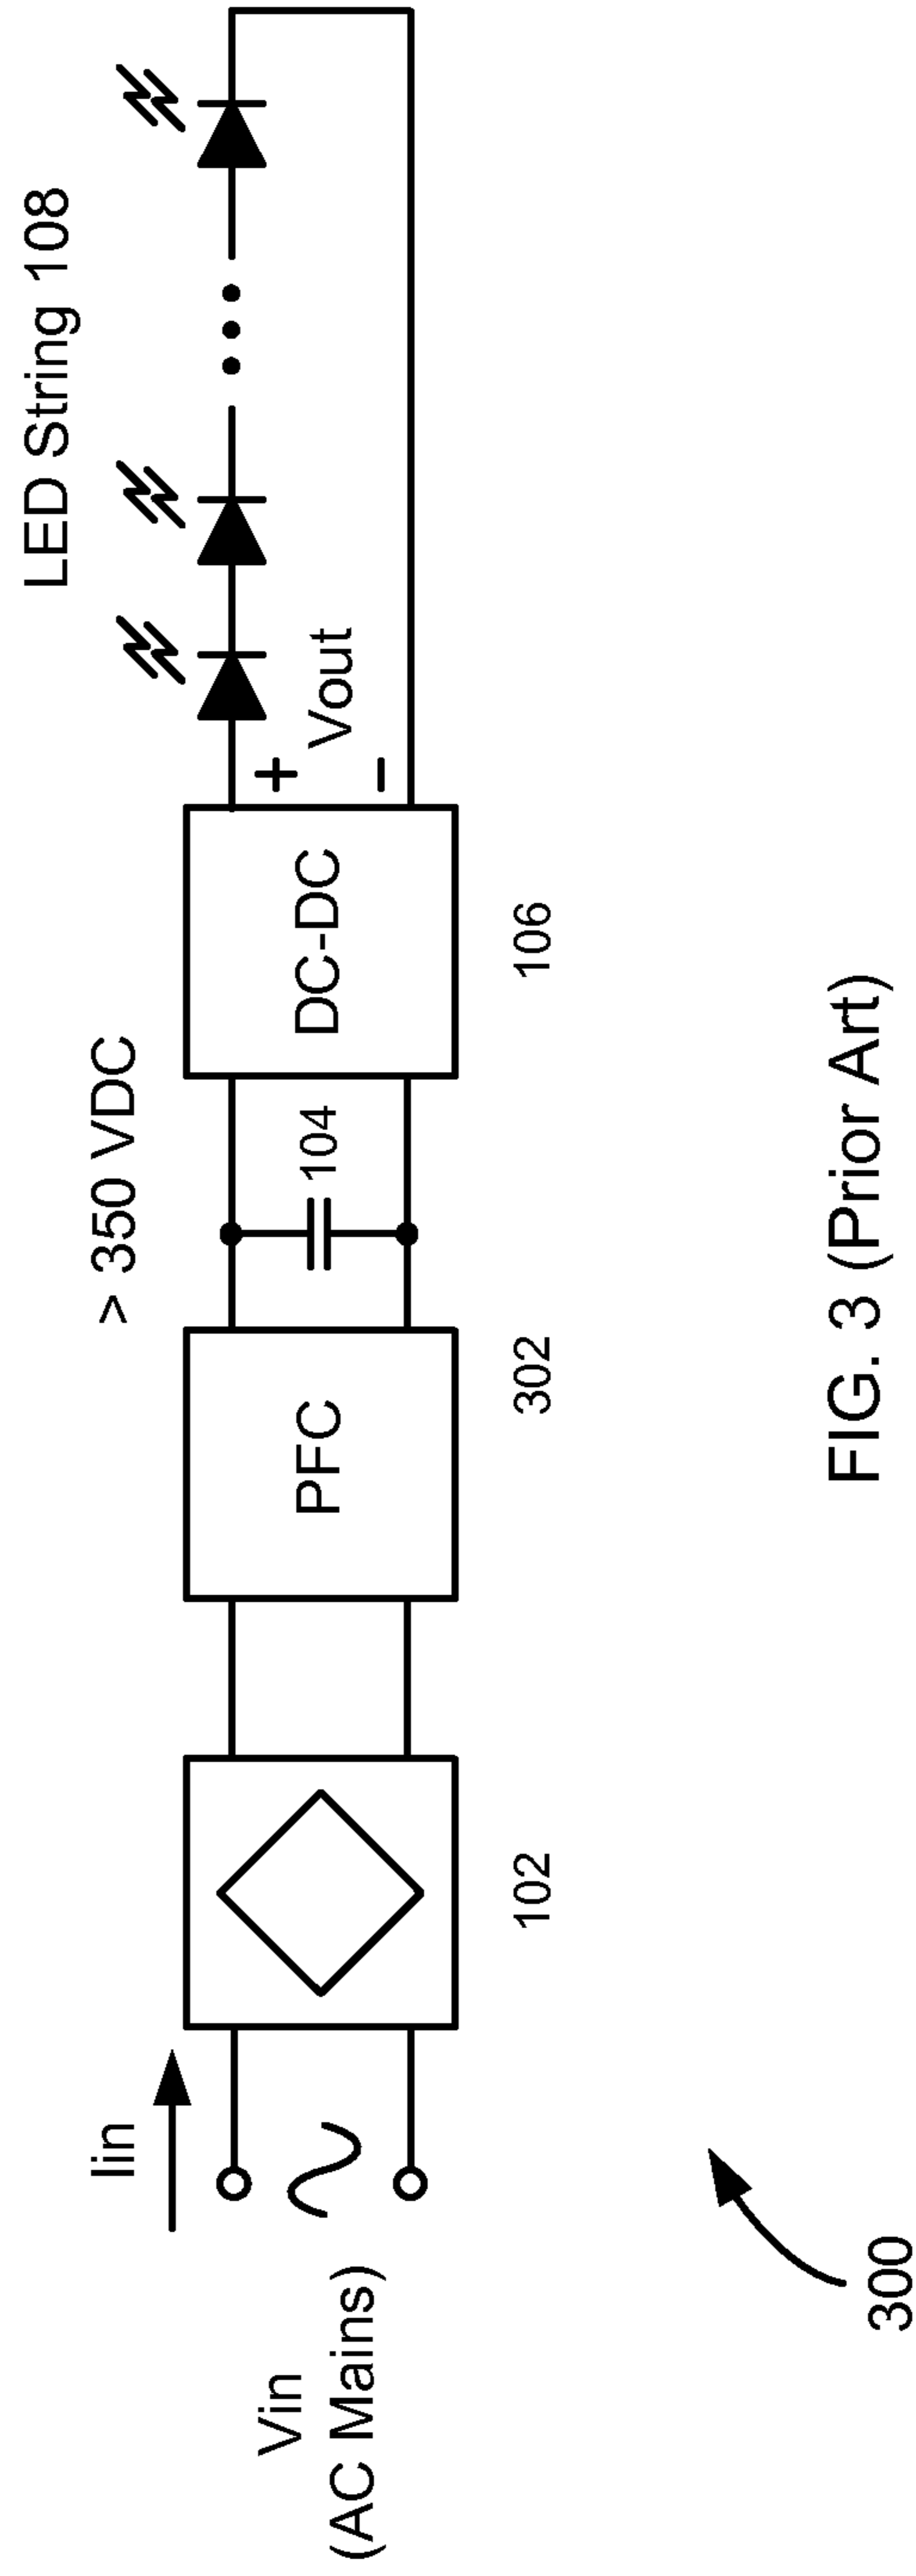 LED String 108
> 350 VDC
Iin
Vin
(AC Mains)
PFC
104
DC-DC
+
Vout
-
102
302
106
300
FIG. 3 (Prior Art)